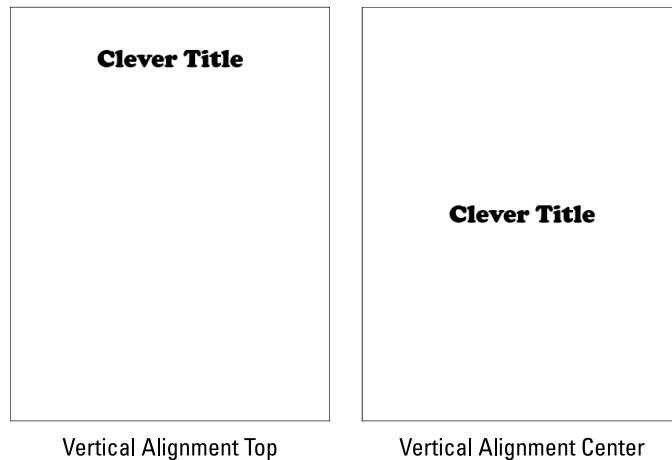 Clever Title
Clever Title
Vertical Alignment Top
Vertical Alignment Center